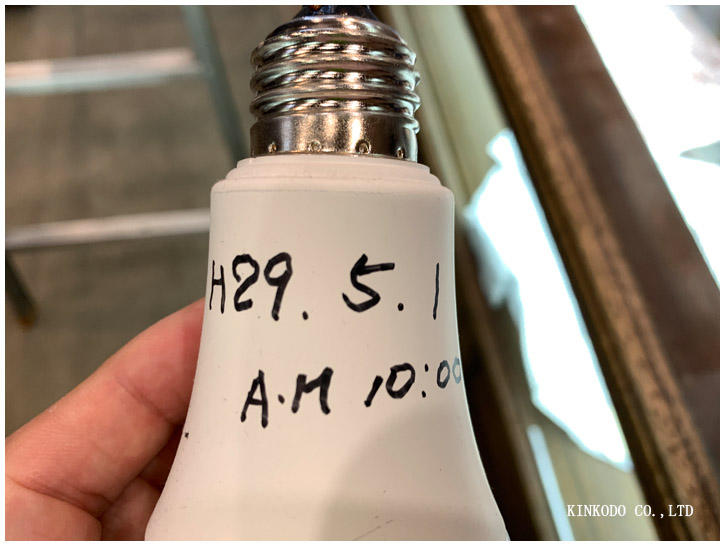 H29. 5. 1
A.M 10:00
KINKODO CO.,LTD